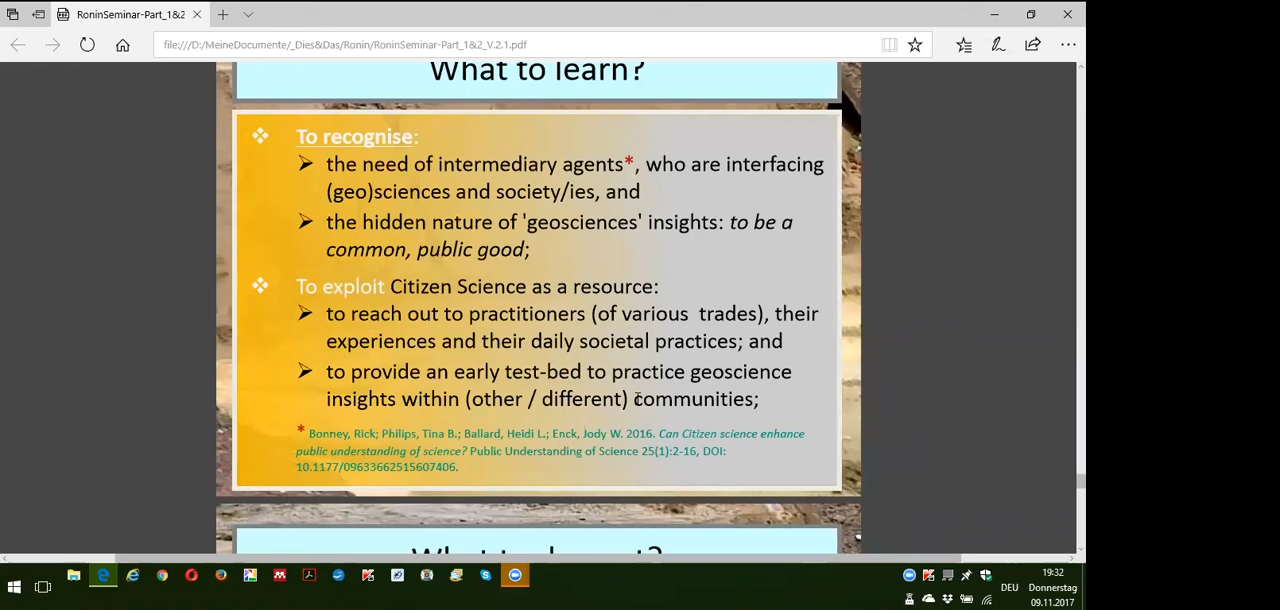 RoninSeminar-Part_1&2
file:///D:/MeineDocumente/_Dies&Das/Ronin/RoninSeminar-Part_1&2_V.2.1.pdf
What to learn?
To recognise:
the need of intermediary agents*, who are interfacing
(geo)sciences and society/ies, and
the hidden nature of 'geosciences' insights: to be a
common, public good;
To exploit Citizen Science as a resource:
to reach out to practitioners (of various trades), their
experiences and their daily societal practices; and
to provide an early test-bed to practice geoscience
insights within (other / different) communities;
* Bonney, Rick; Philips, Tina B.; Ballard, Heidi L.; Enck, Jody W. 2016. Can Citizen science enhance
public understanding of science? Public Understanding of Science 25(1):2-16, DOI:
10.1177/09633662515607406.
19:32
DEU Donnerstag
09.11.2017